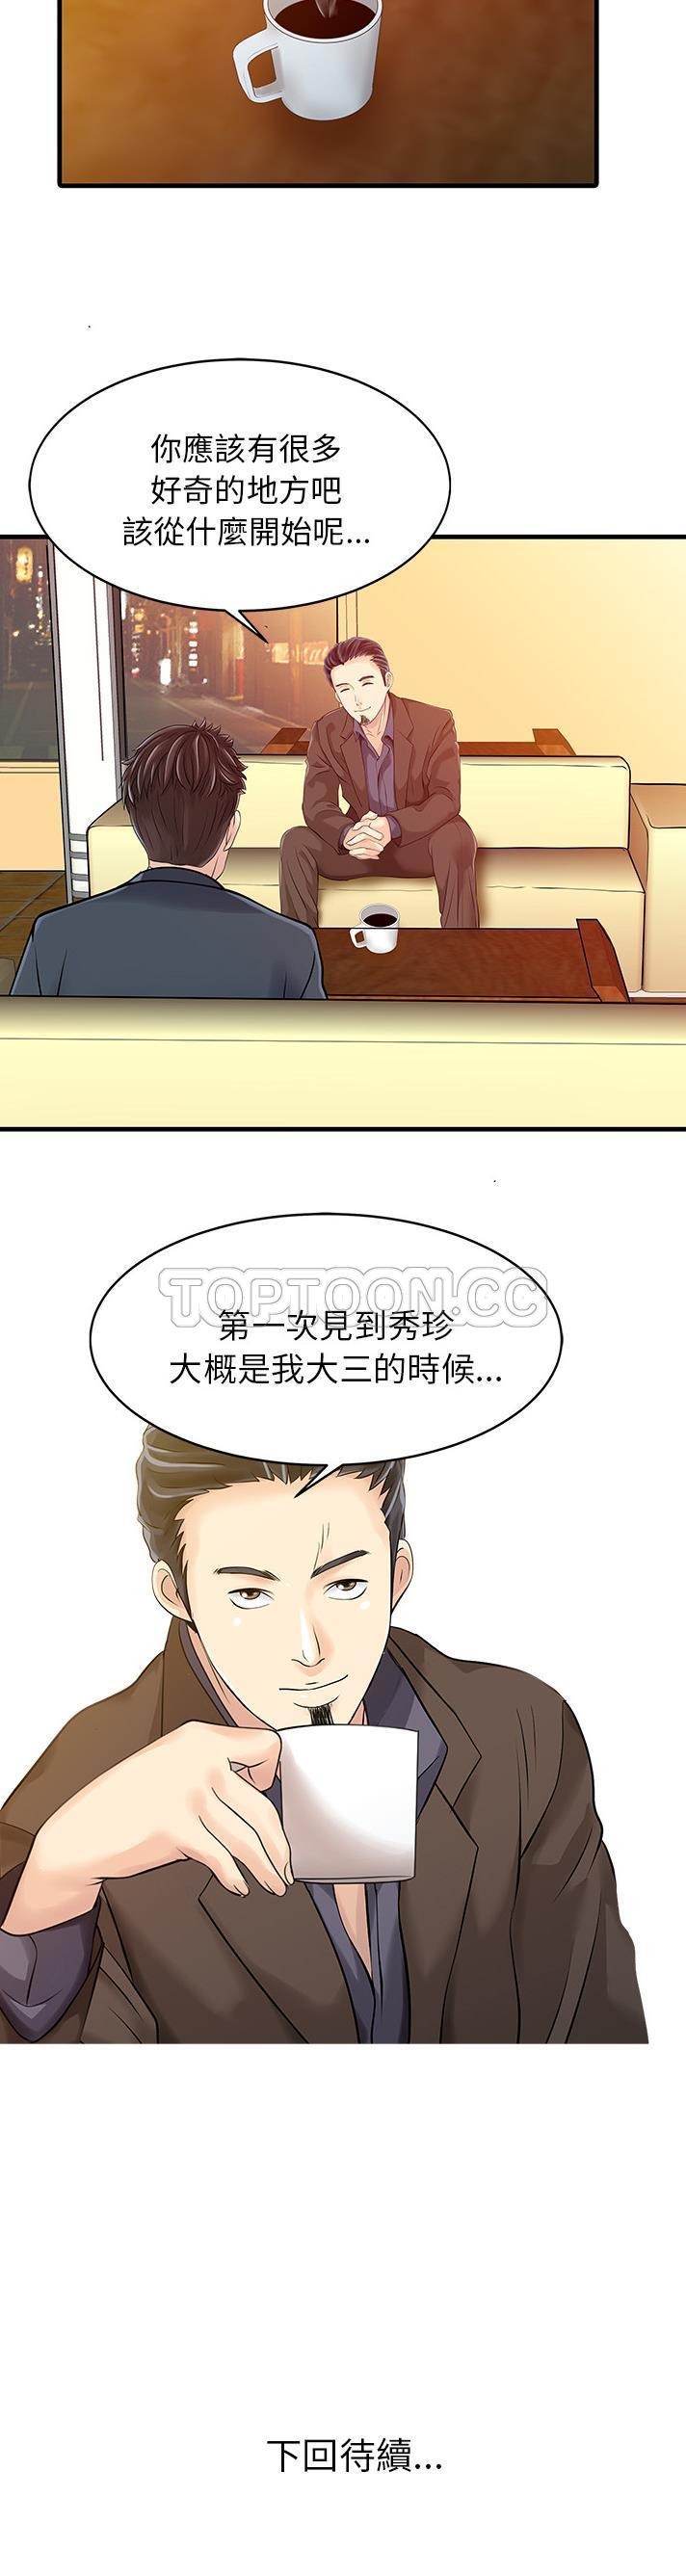 你應該有很多
好奇的地方吧
該從什麼開始呢...
TOPTOON.CC
第一次見到秀珍
大概是我大三的時候...
下回待續...